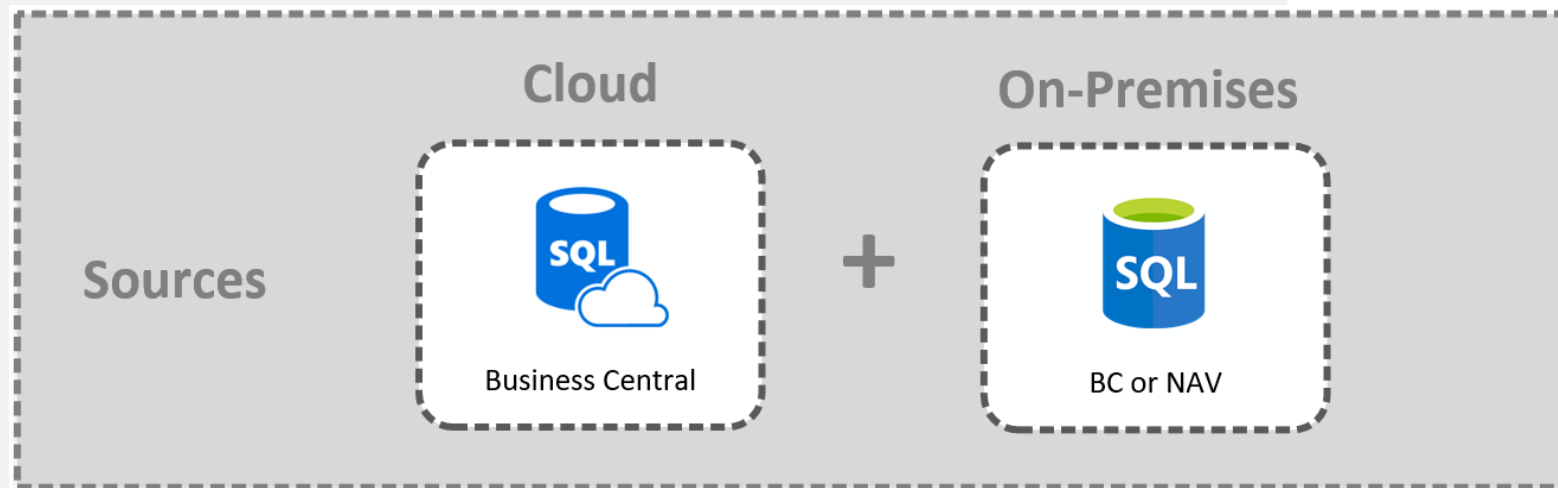 Cloud
On-Premises
Sources
SQL
+
SQL
Business Central
BC or NAV